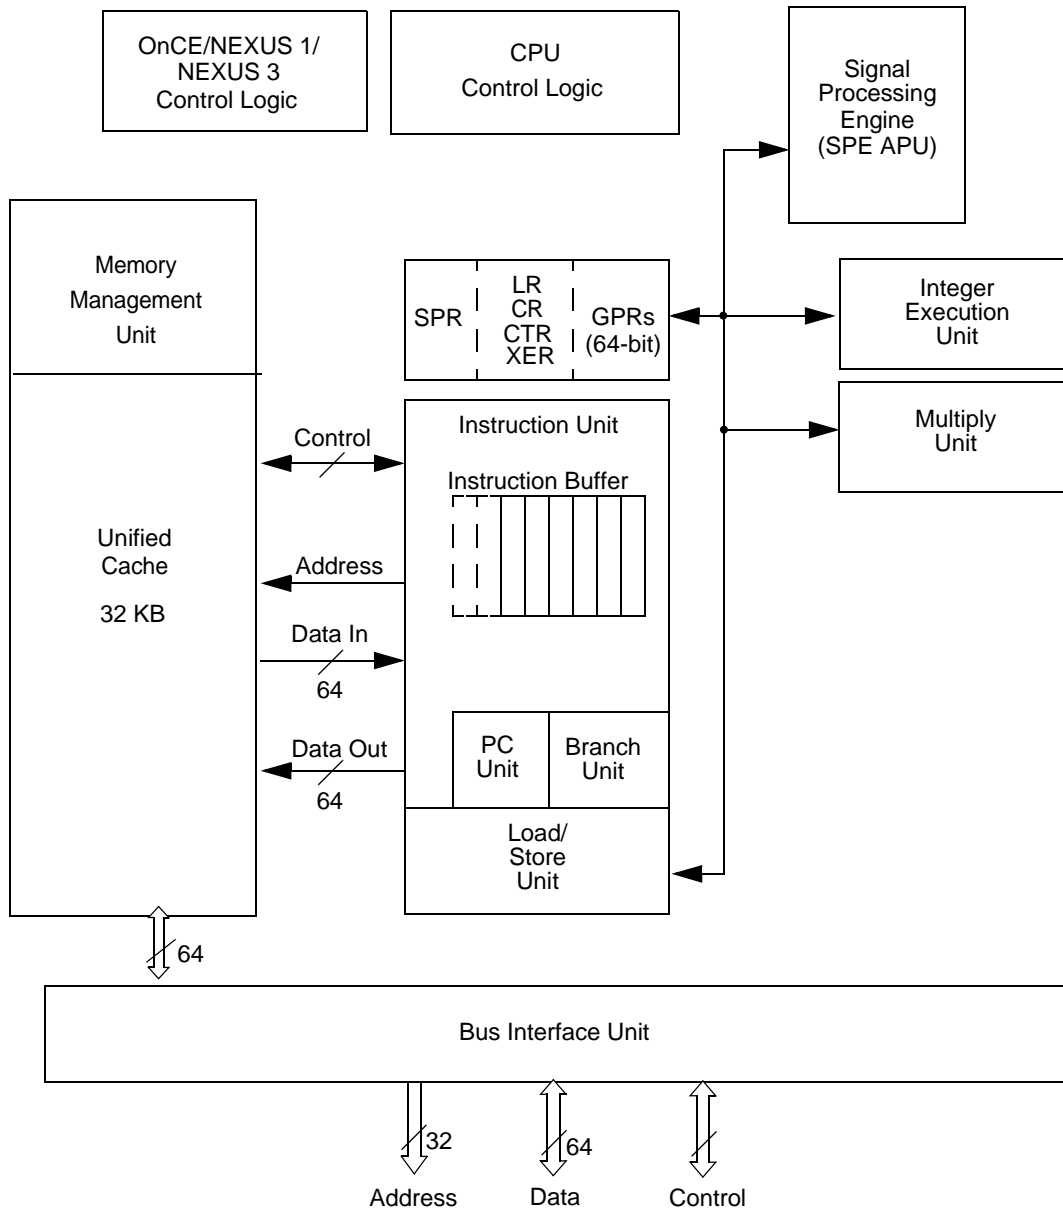 OnCE/NEXUS 1/
NEXUS 3
Control Logic
CPU
Control Logic
Signal
Processing
Engine
(SPE APU)
Memory
Management
Unit
SPR
LR
CR
CTR
XER
GPRs
(64-bit)
Integer
Execution
Unit
Multiply
Unit
Control
Instruction Unit
Instruction Buffer
Unified
Cache
32 KB
Address
Data In
64
Data Out
64
PC
Unit
Branch
Unit
Load/
Store
Unit
64
Bus Interface Unit
32
64
Address
Data
Control